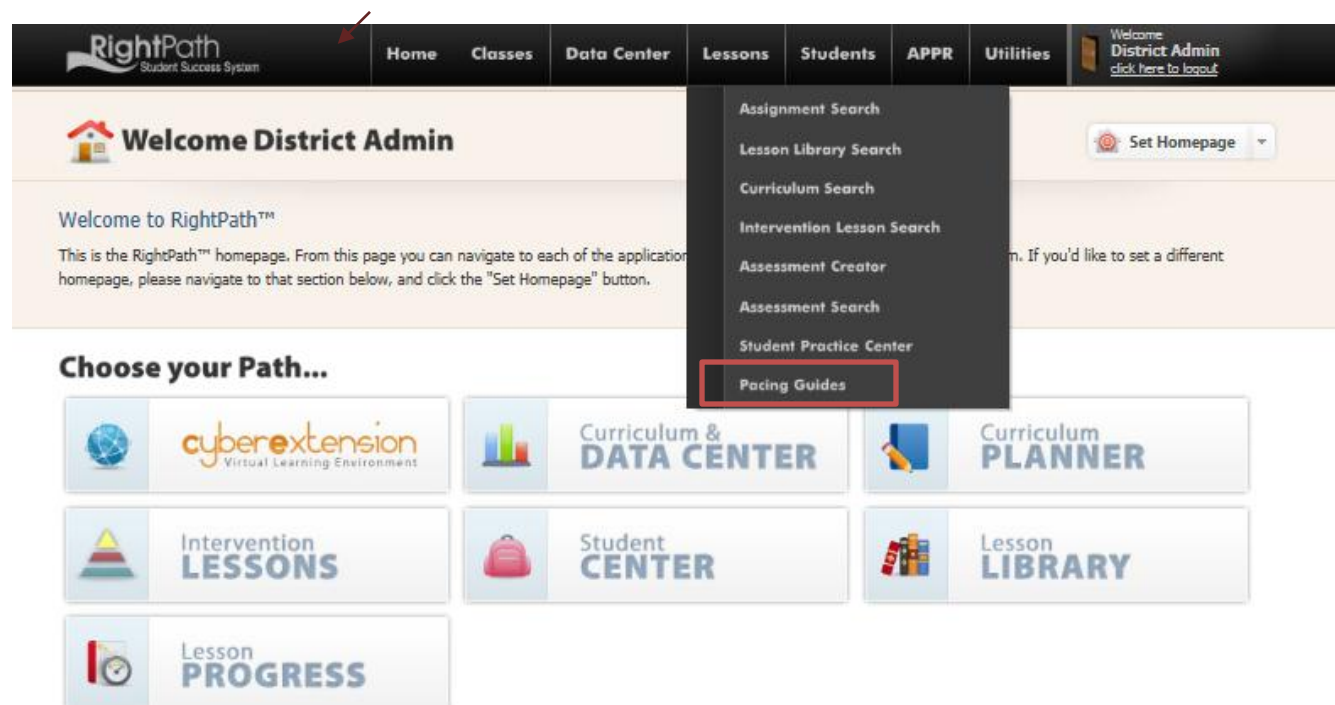 RightPath
Student Success System
Home Classes Data Center Lessons Students APPR Utilities
Welcome
District Admin
click here to logout
Welcome District Admin
Set Homepage
Assignment Search
Lesson Library Search
Curriculum Search
Intervention Lesson Search
Assessment Creator
Assessment Search
Student Practice Center
Pacing Guides
Welcome to RightPath™
This is the RightPath™ homepage. From this page you can navigate to each of the application n. If you'd like to set a different
homepage, please navigate to that section below, and click the "Set Homepage" button.
Choose your Path...
cyberextension
Virtual Learning Environment
Curriculum &
DATA CENTER
Curriculum
PLANNER
Intervention
LESSONS
Student
CENTER
Lesson
LIBRARY
Lesson
PROGRESS